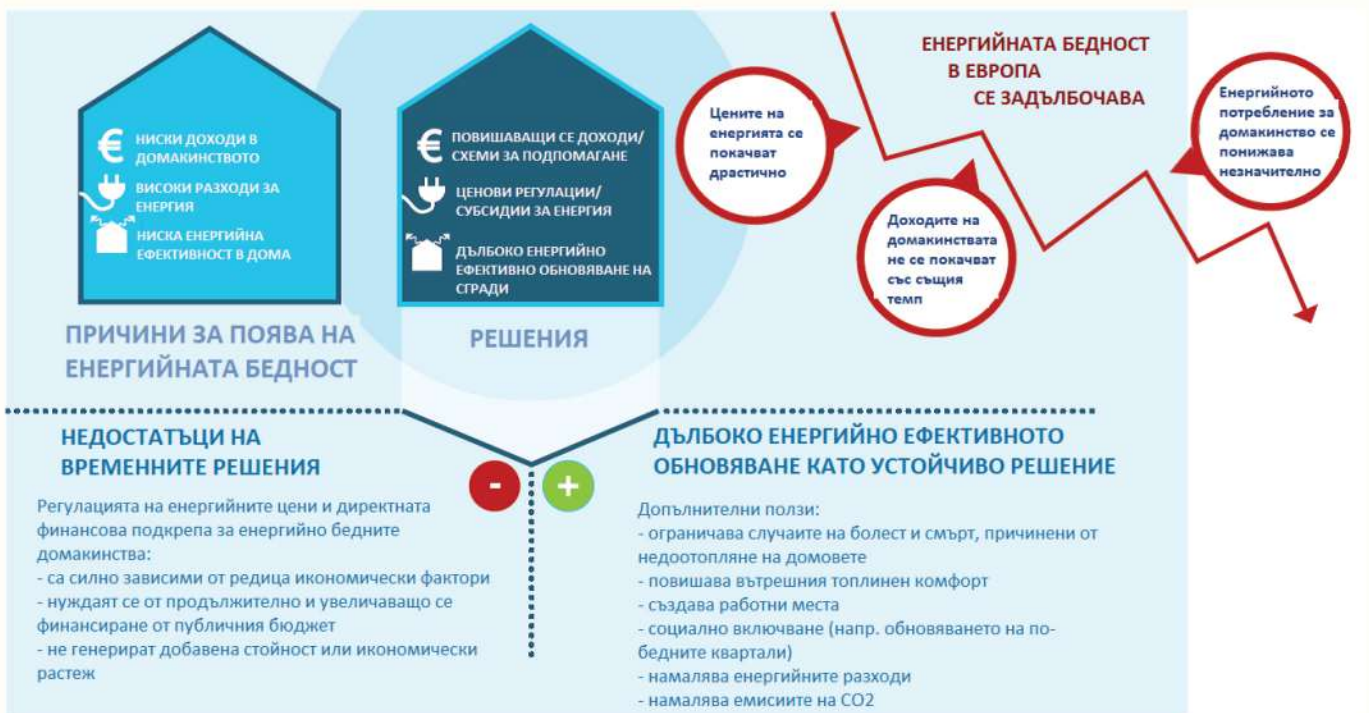 НИСКИ ДОХОДИ В
ДОМАКИНСТВОТО
ВИСОКИ РАЗХОДИ ЗА
ЕНЕРГИЯ
НИСКА ЕНЕРГИЙНА
ЕФЕКТИВНОСТ В ДОМА
ПРИЧИНИ ЗА ПОЯВА НА
ЕНЕРГИЙНАТА БЕДНОСТ
ПОВИШАВАЩИ СЕ ДОХОДИ/
СХЕМИ ЗА ПОДПОМАГАНЕ
ЦЕНОВИ РЕГУЛАЦИИ/
СУБСИДИИ ЗА ЕНЕРГИЯ
ДЪЛБОКО ЕНЕРГИЙНО
ЕФЕКТИВНО ОБНОВЯВАНЕ НА
СГРАДИ
РЕШЕНИЯ
ЕНЕРГИЙНАТА БЕДНОСТ
В ЕВРОПА
СЕ ЗАДЪЛБОЧАВА
Цените на
енергията се
покачват
драстично
Доходите на
домакинствата
не се покачват
със същия
темп
Енергийното
потребление за
домакинство се
понижава
незначително
НЕДОСТАТЪЦИ НА
ВРЕМЕННИТЕ РЕШЕНИЯ
Регулацията на енергийните цени и директната
финансова подкрепа за енергийно бедните
домакинства:
- са силно зависими от редица икономически фактори
- нуждаят се от продължително и увеличаващо се
финансиране от публичния бюджет
- не генерират добавена стойност или икономически
растеж
-
+
ДЪЛБОКО ЕНЕРГИЙНО ЕФЕКТИВНОТО
ОБНОВЯВАНЕ КАТО УСТОЙЧИВО РЕШЕНИЕ
Допълнителни ползи:
- ограничава случаите на болест и смърт, причинени от
недоотопляне на домовете
- повишава вътрешния топлинен комфорт
- създава работни места
- социално включване (напр. обновяването на по-
бедните квартали)
- намалява енергийните разходи
- намалява емисиите на CO2